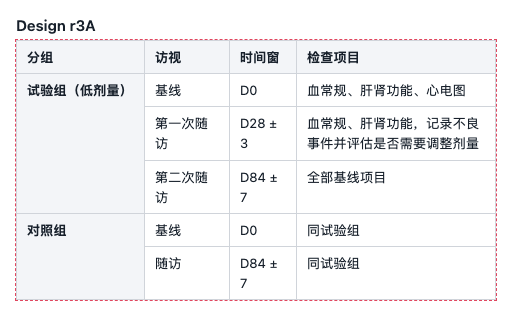 Design r3A
分组 访视 时间窗 检查项目
试验组（低剂量） 基线 D0 血常规、肝肾功能、心电图
第一次随 D28 ± 血常规、肝肾功能，记录不良
访 3 事件并评估是否需要调整剂量
第二次随 D84 ± 全部基线项目
访 7
对照组 基线 D0 同试验组
随访 D84 ± 同试验组
7